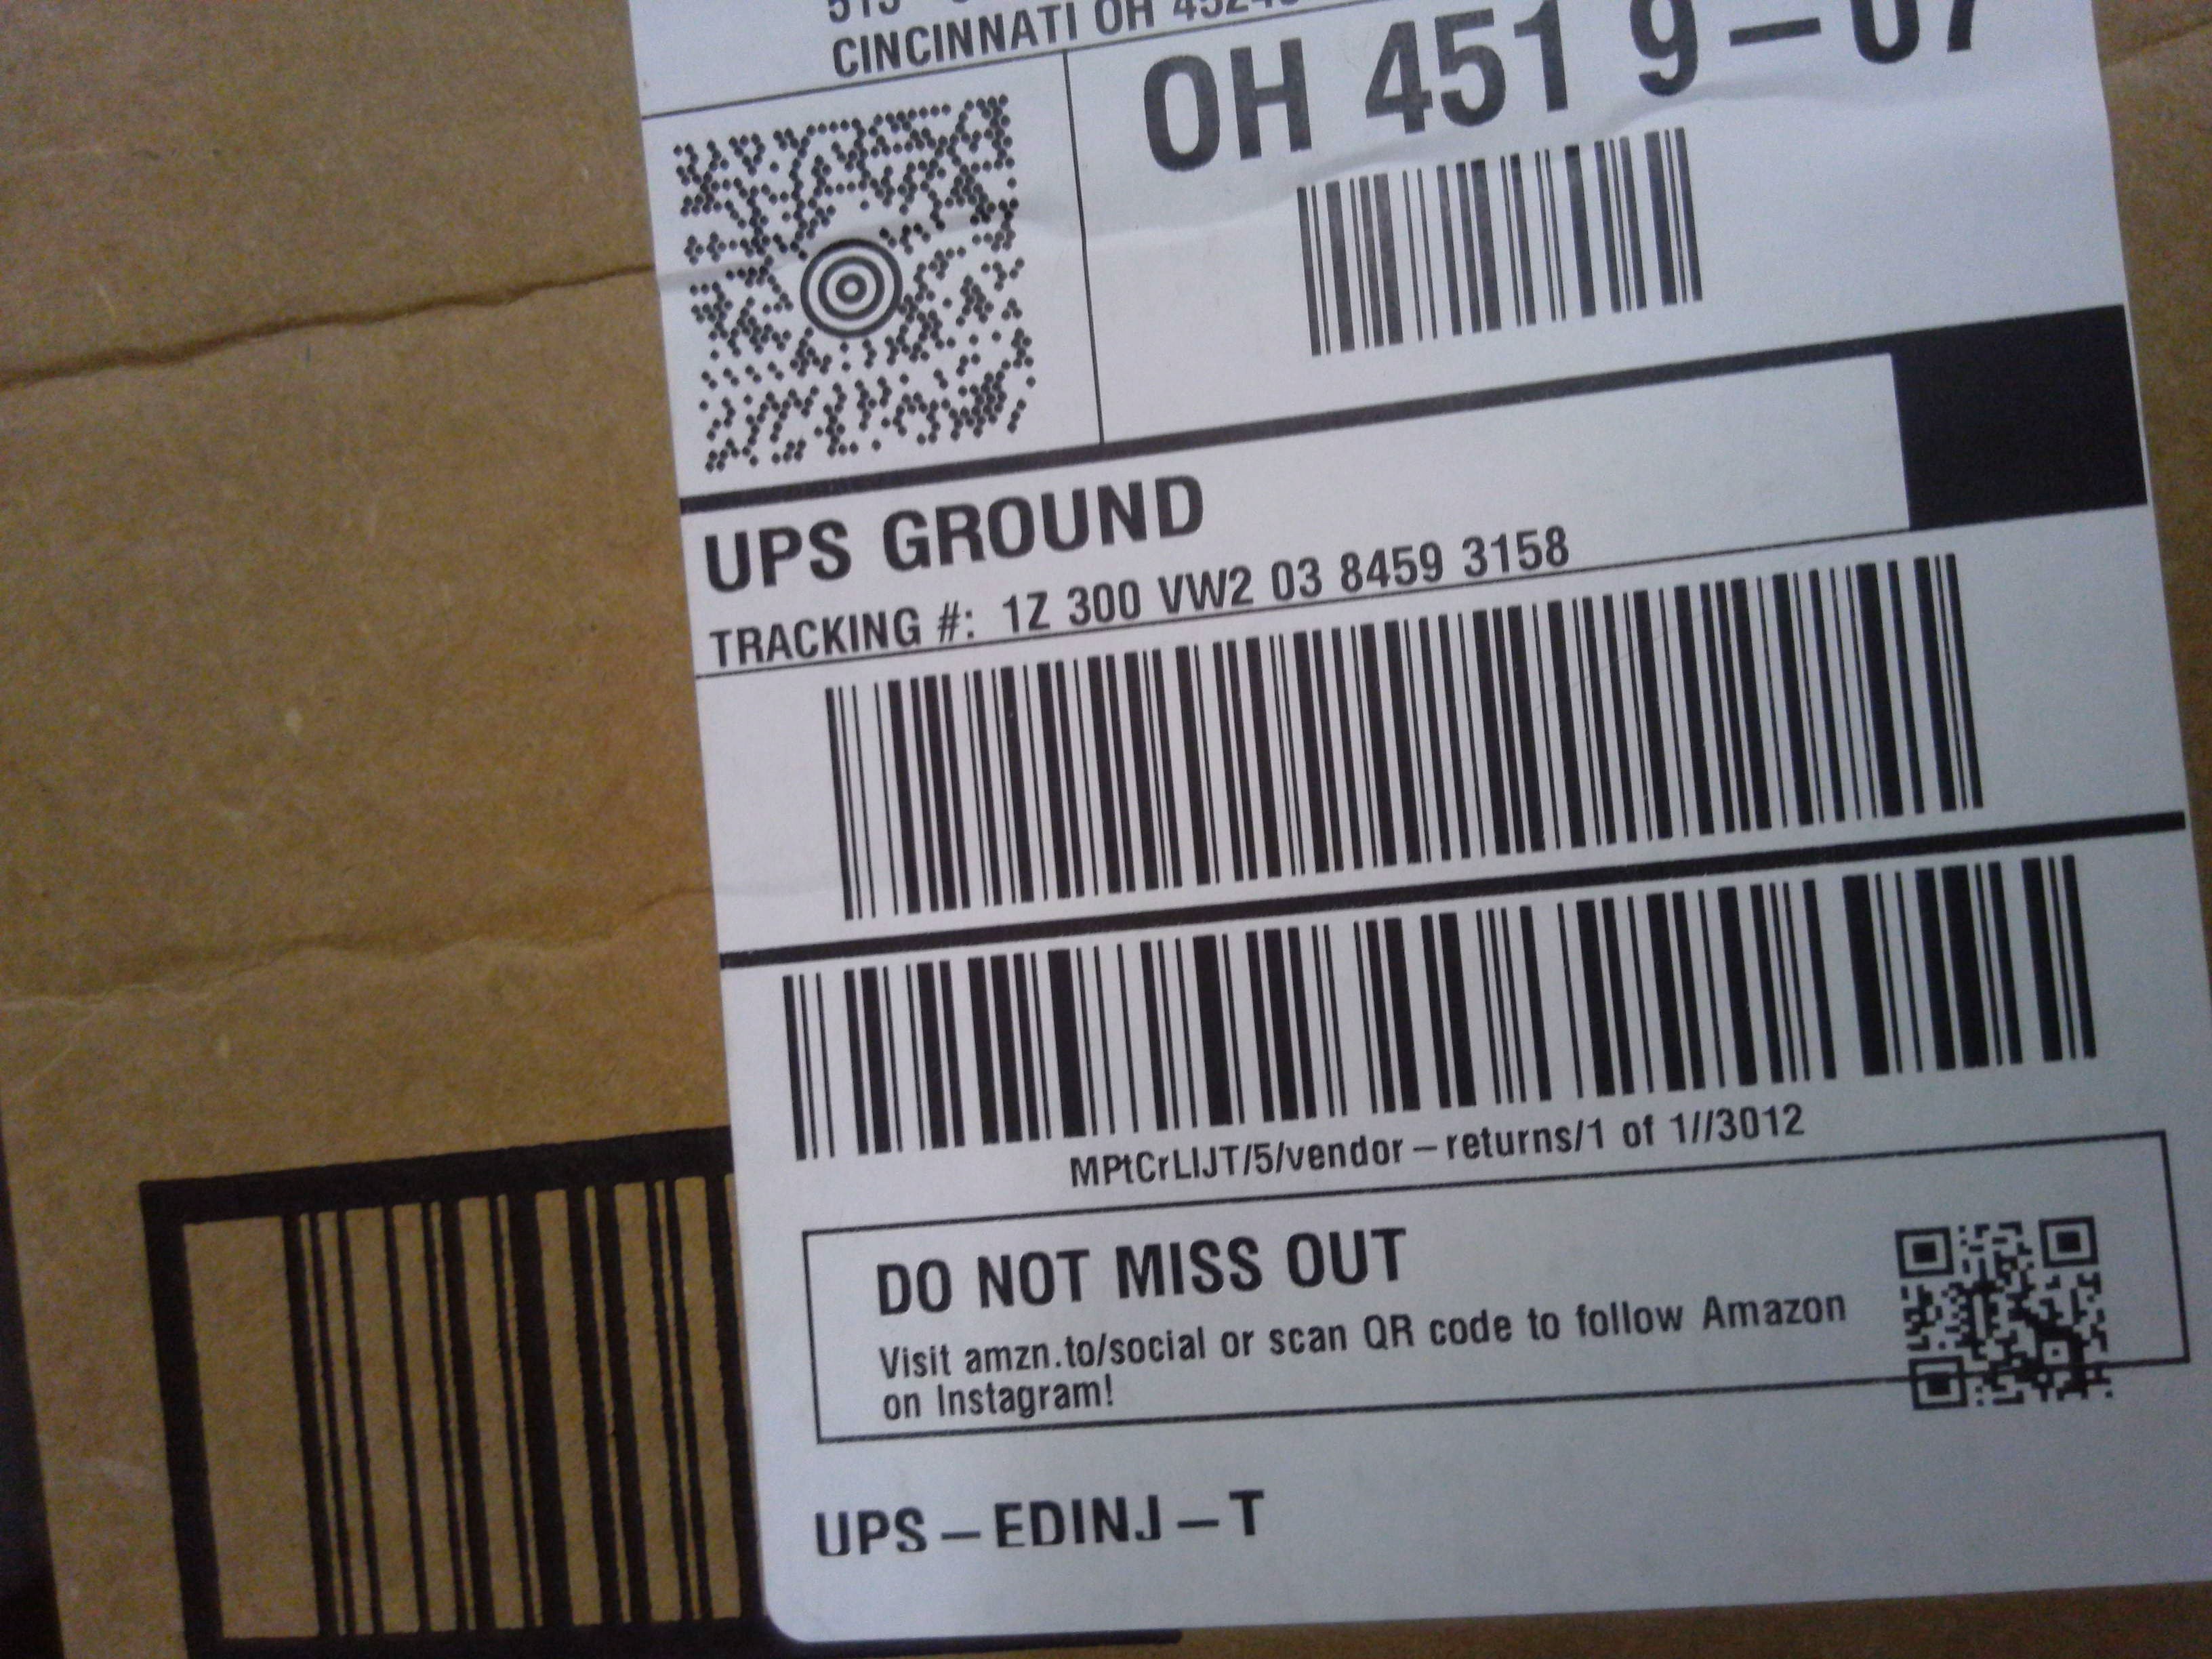 CINCINNATI OH
OH 451 9-07
UPS GROUND
TRACKING #: 1Z 300 VW2 03 8459 3158
MPtCrLIJT/5/vendor-returns/1 of 1//3012
DO NOT MISS OUT
Visit amzn.to/social or scan QR code to follow Amazon
on Instagram!
UPS-EDINJ-T